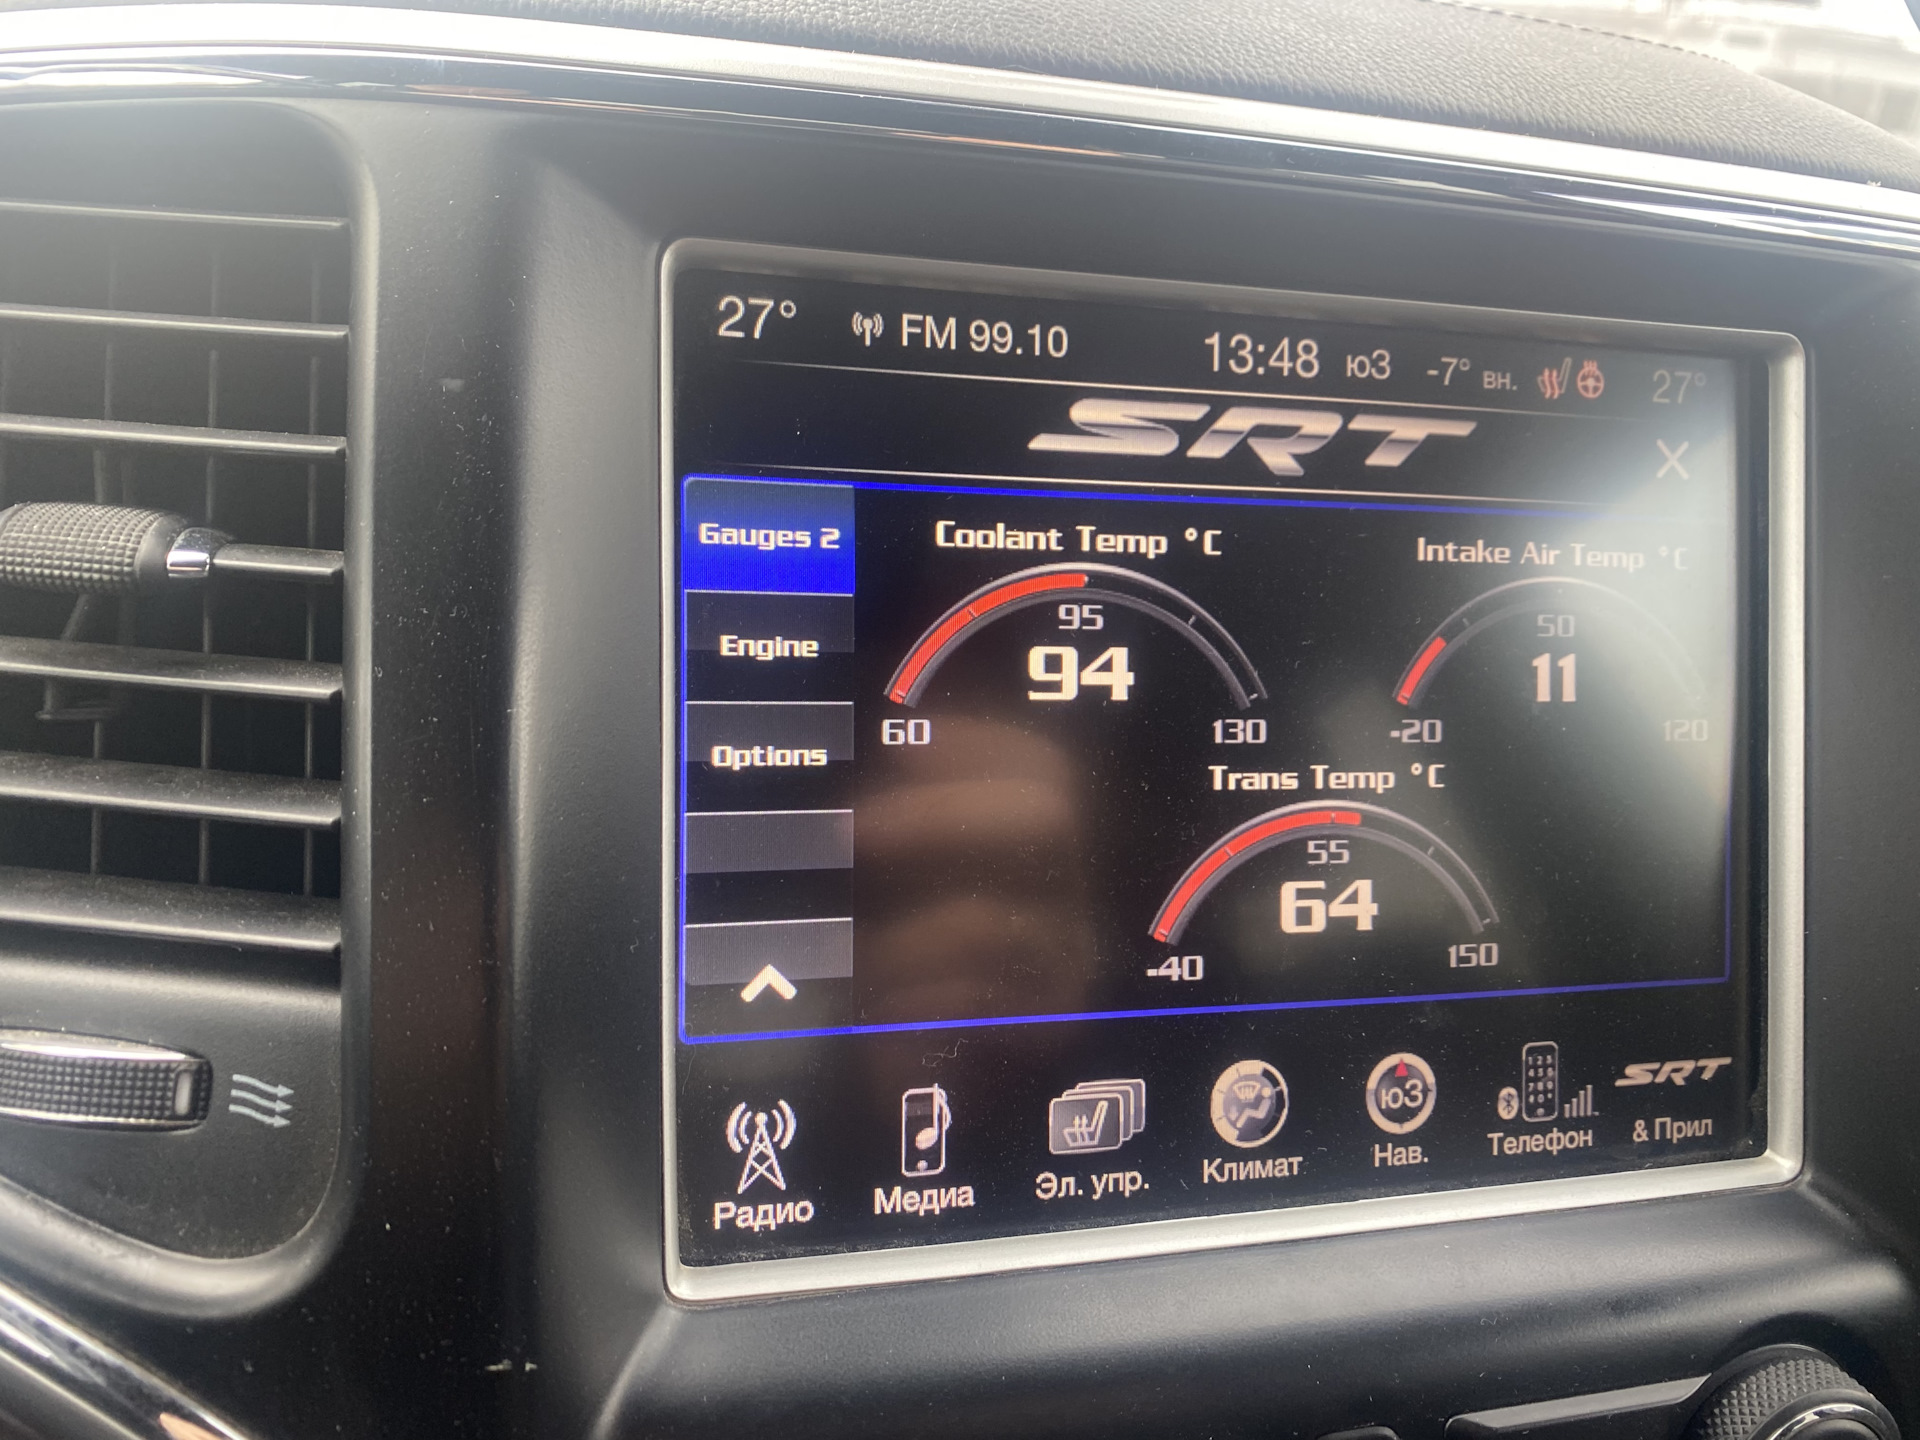 27° FM 99.10 13:48 юЗ -7° вн. 27°
SRT X
Gauges 2
Engine
Options
Coolant Temp °C
95
94
60 130
Intake Air Temp °C
50
11
-20 120
Trans Temp °C
55
64
-40 150
Радио
Медиа
Эл. упр.
Климат
юЗ
Нав.
Телефон
SRT
& Прил